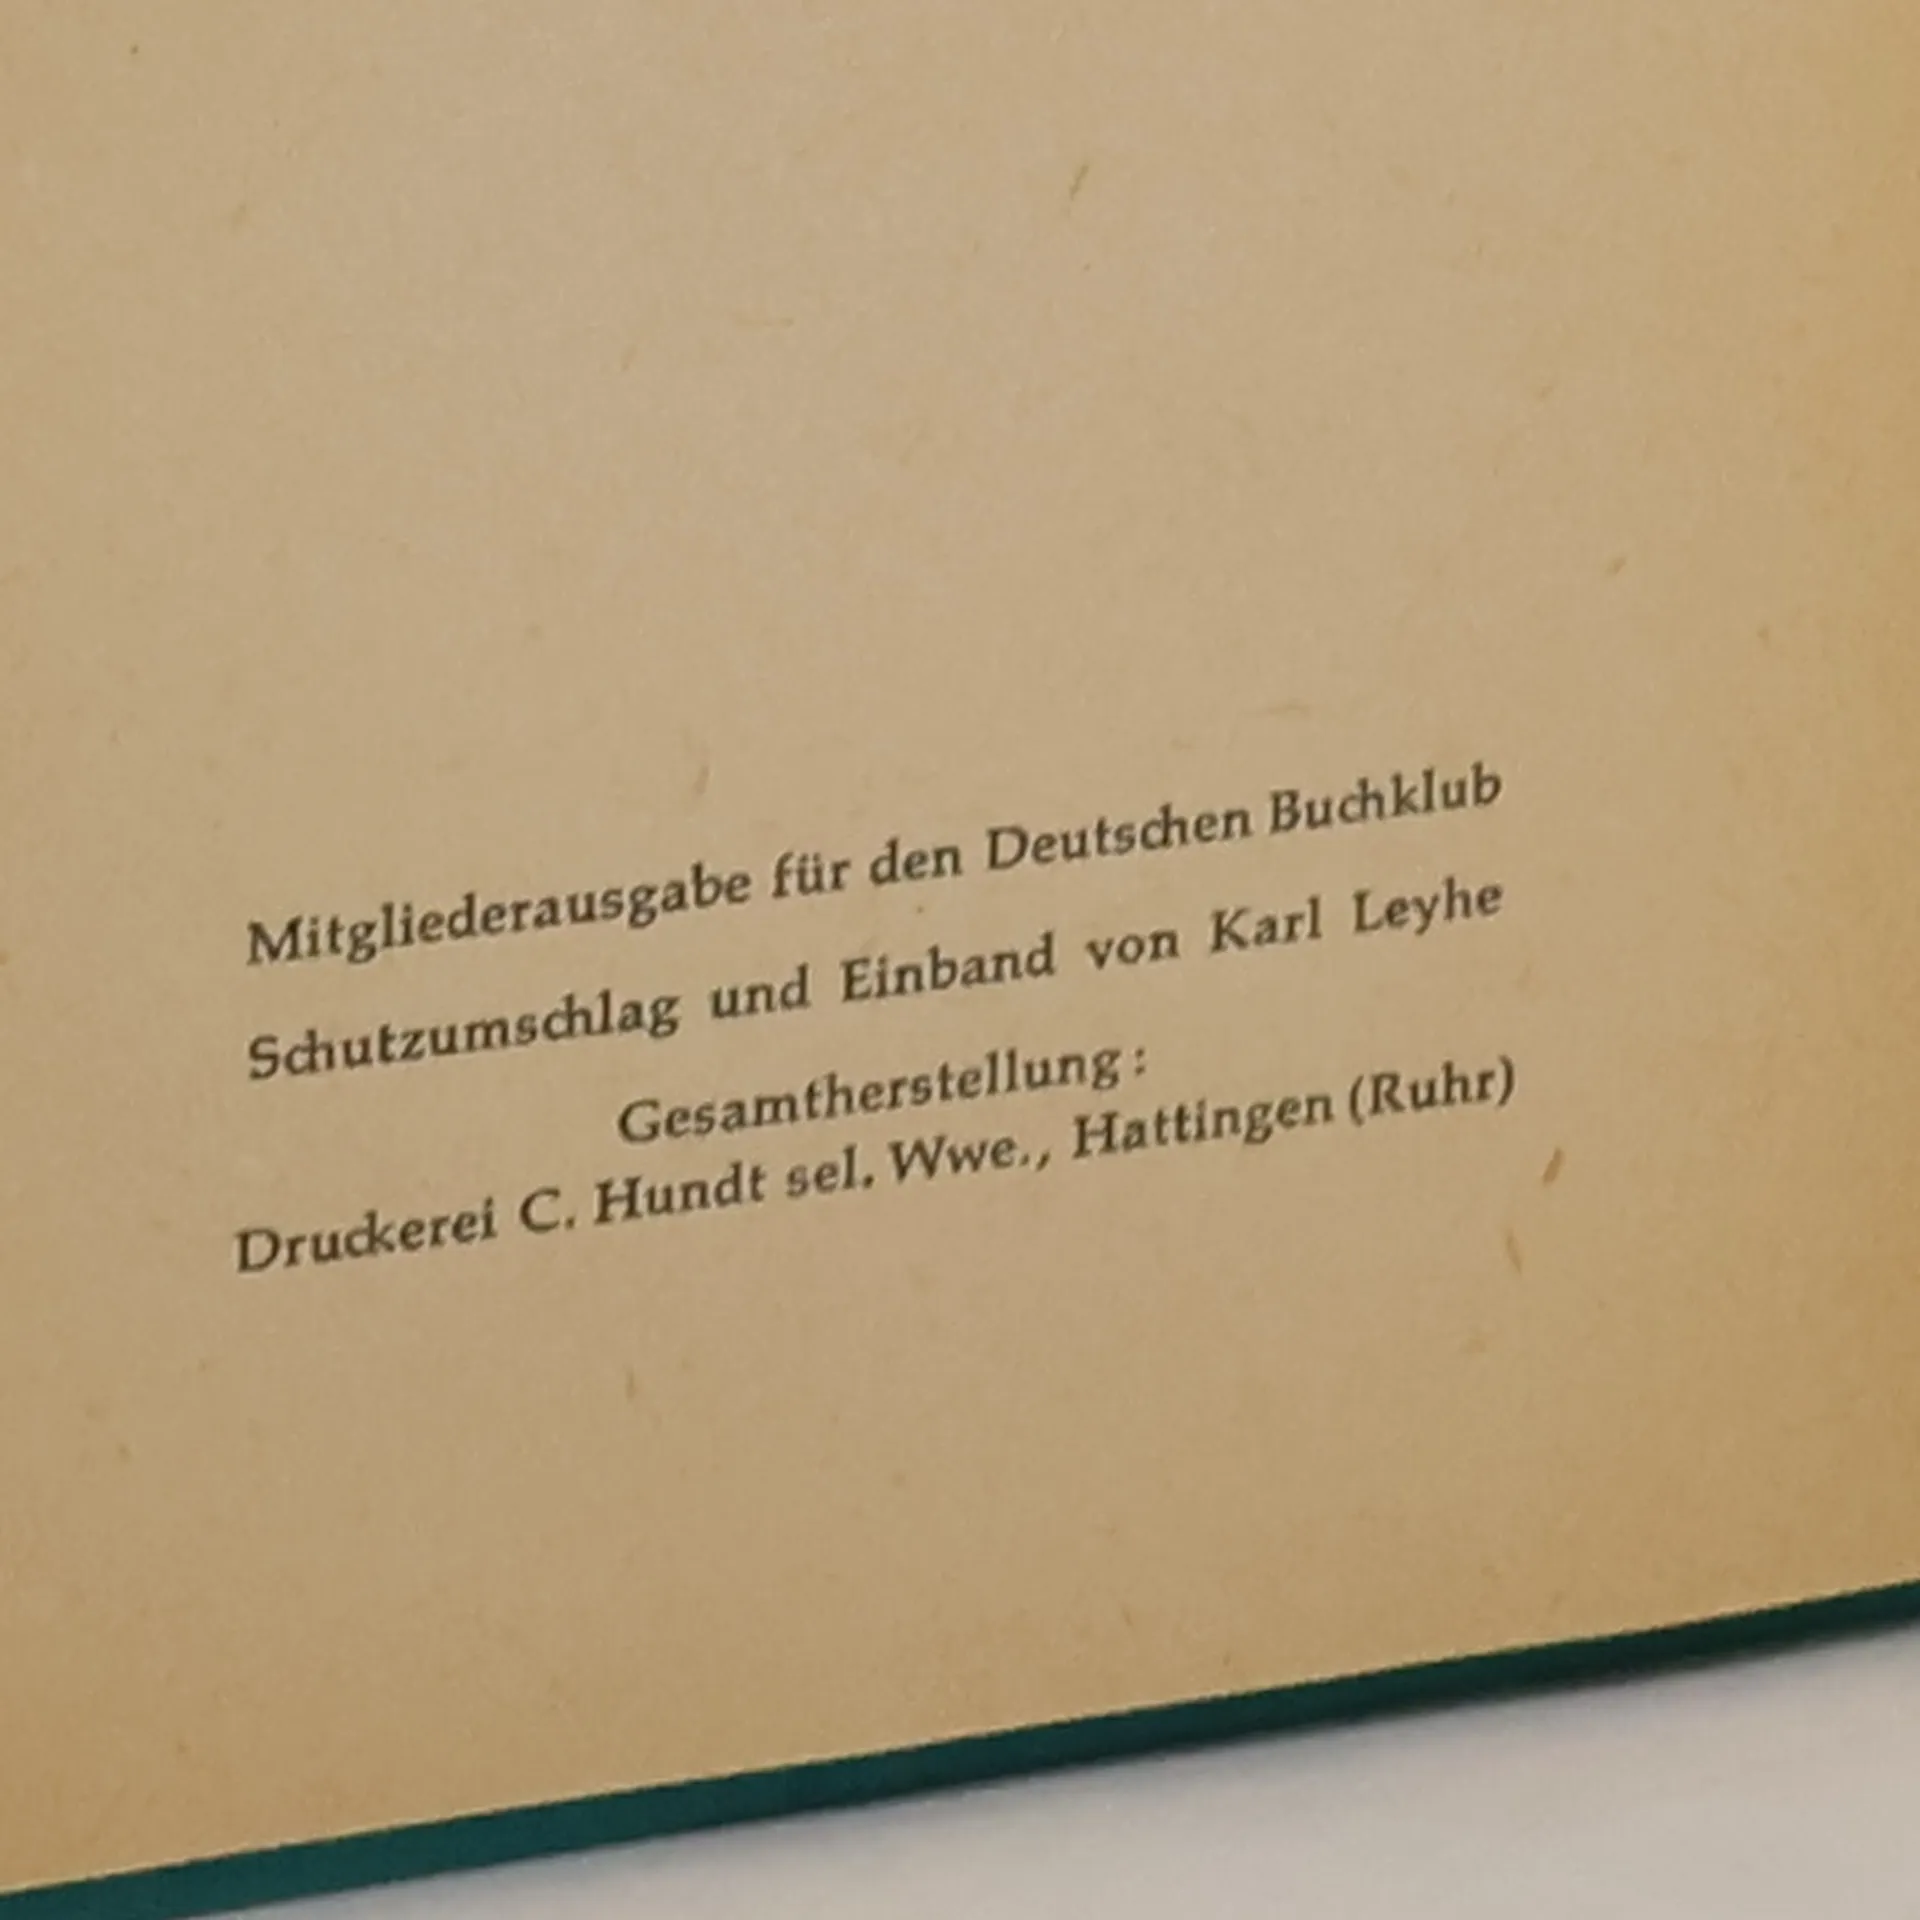 Mitgliederausgabe für den Deutschen Buchklub
Schutzumschlag und Einband von Karl Leyhe
Gesamtherstellung:
Druckerei C. Hundt sel. Wwe., Hattingen (Ruhr)